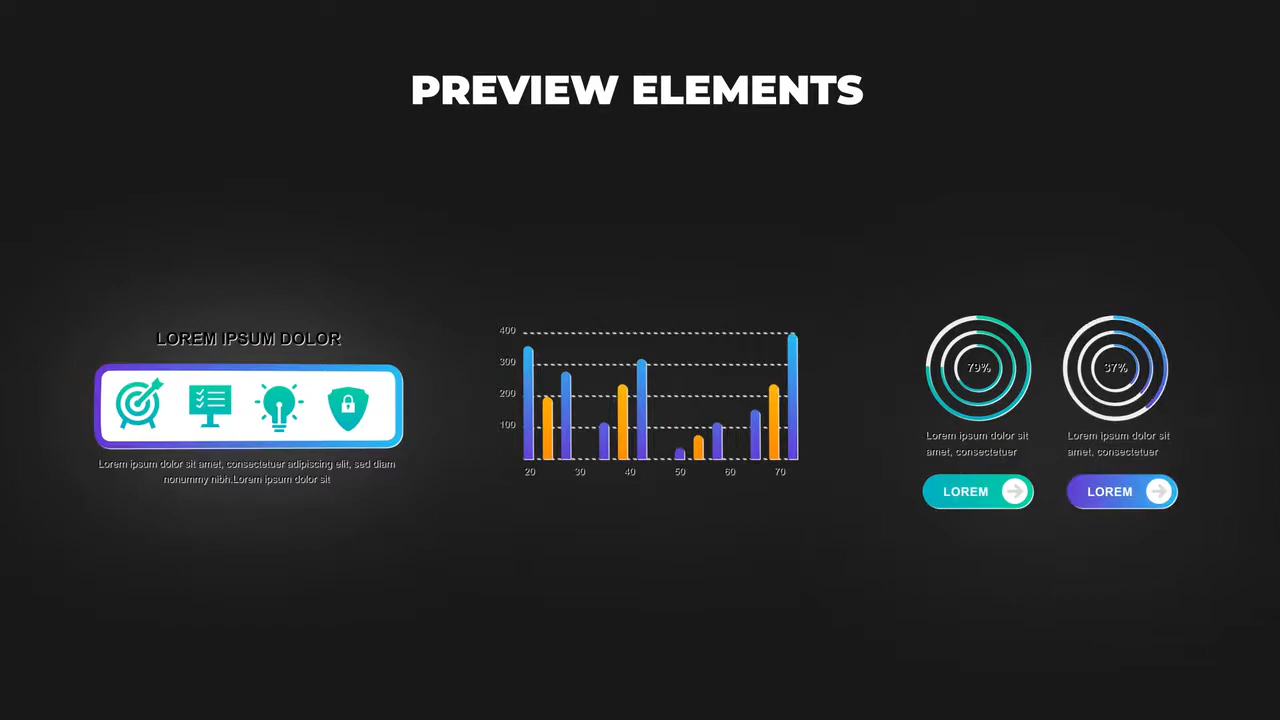 PREVIEW ELEMENTS
LOREM IPSUM DOLOR
Lorem ipsum dolor sit amet, consectetuer adipiscing elit, sed diam
nonummy nibh.Lorem ipsum dolor sit
400
300
200
100
20 30 40 50 60 70
79%
Lorem ipsum dolor sit
amet, consectetuer
LOREM
37%
Lorem ipsum dolor sit
amet, consectetuer
LOREM